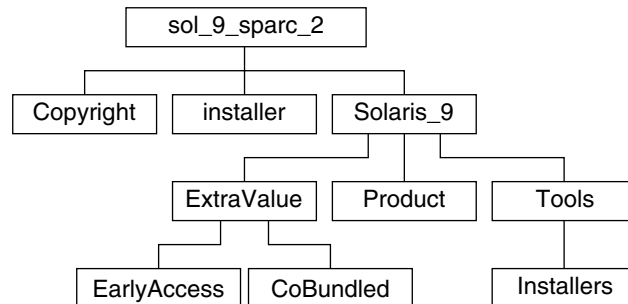 sol_9_sparc_2
Copyright
installer
Solaris_9
ExtraValue
Product
Tools
EarlyAccess
CoBundled
Installers